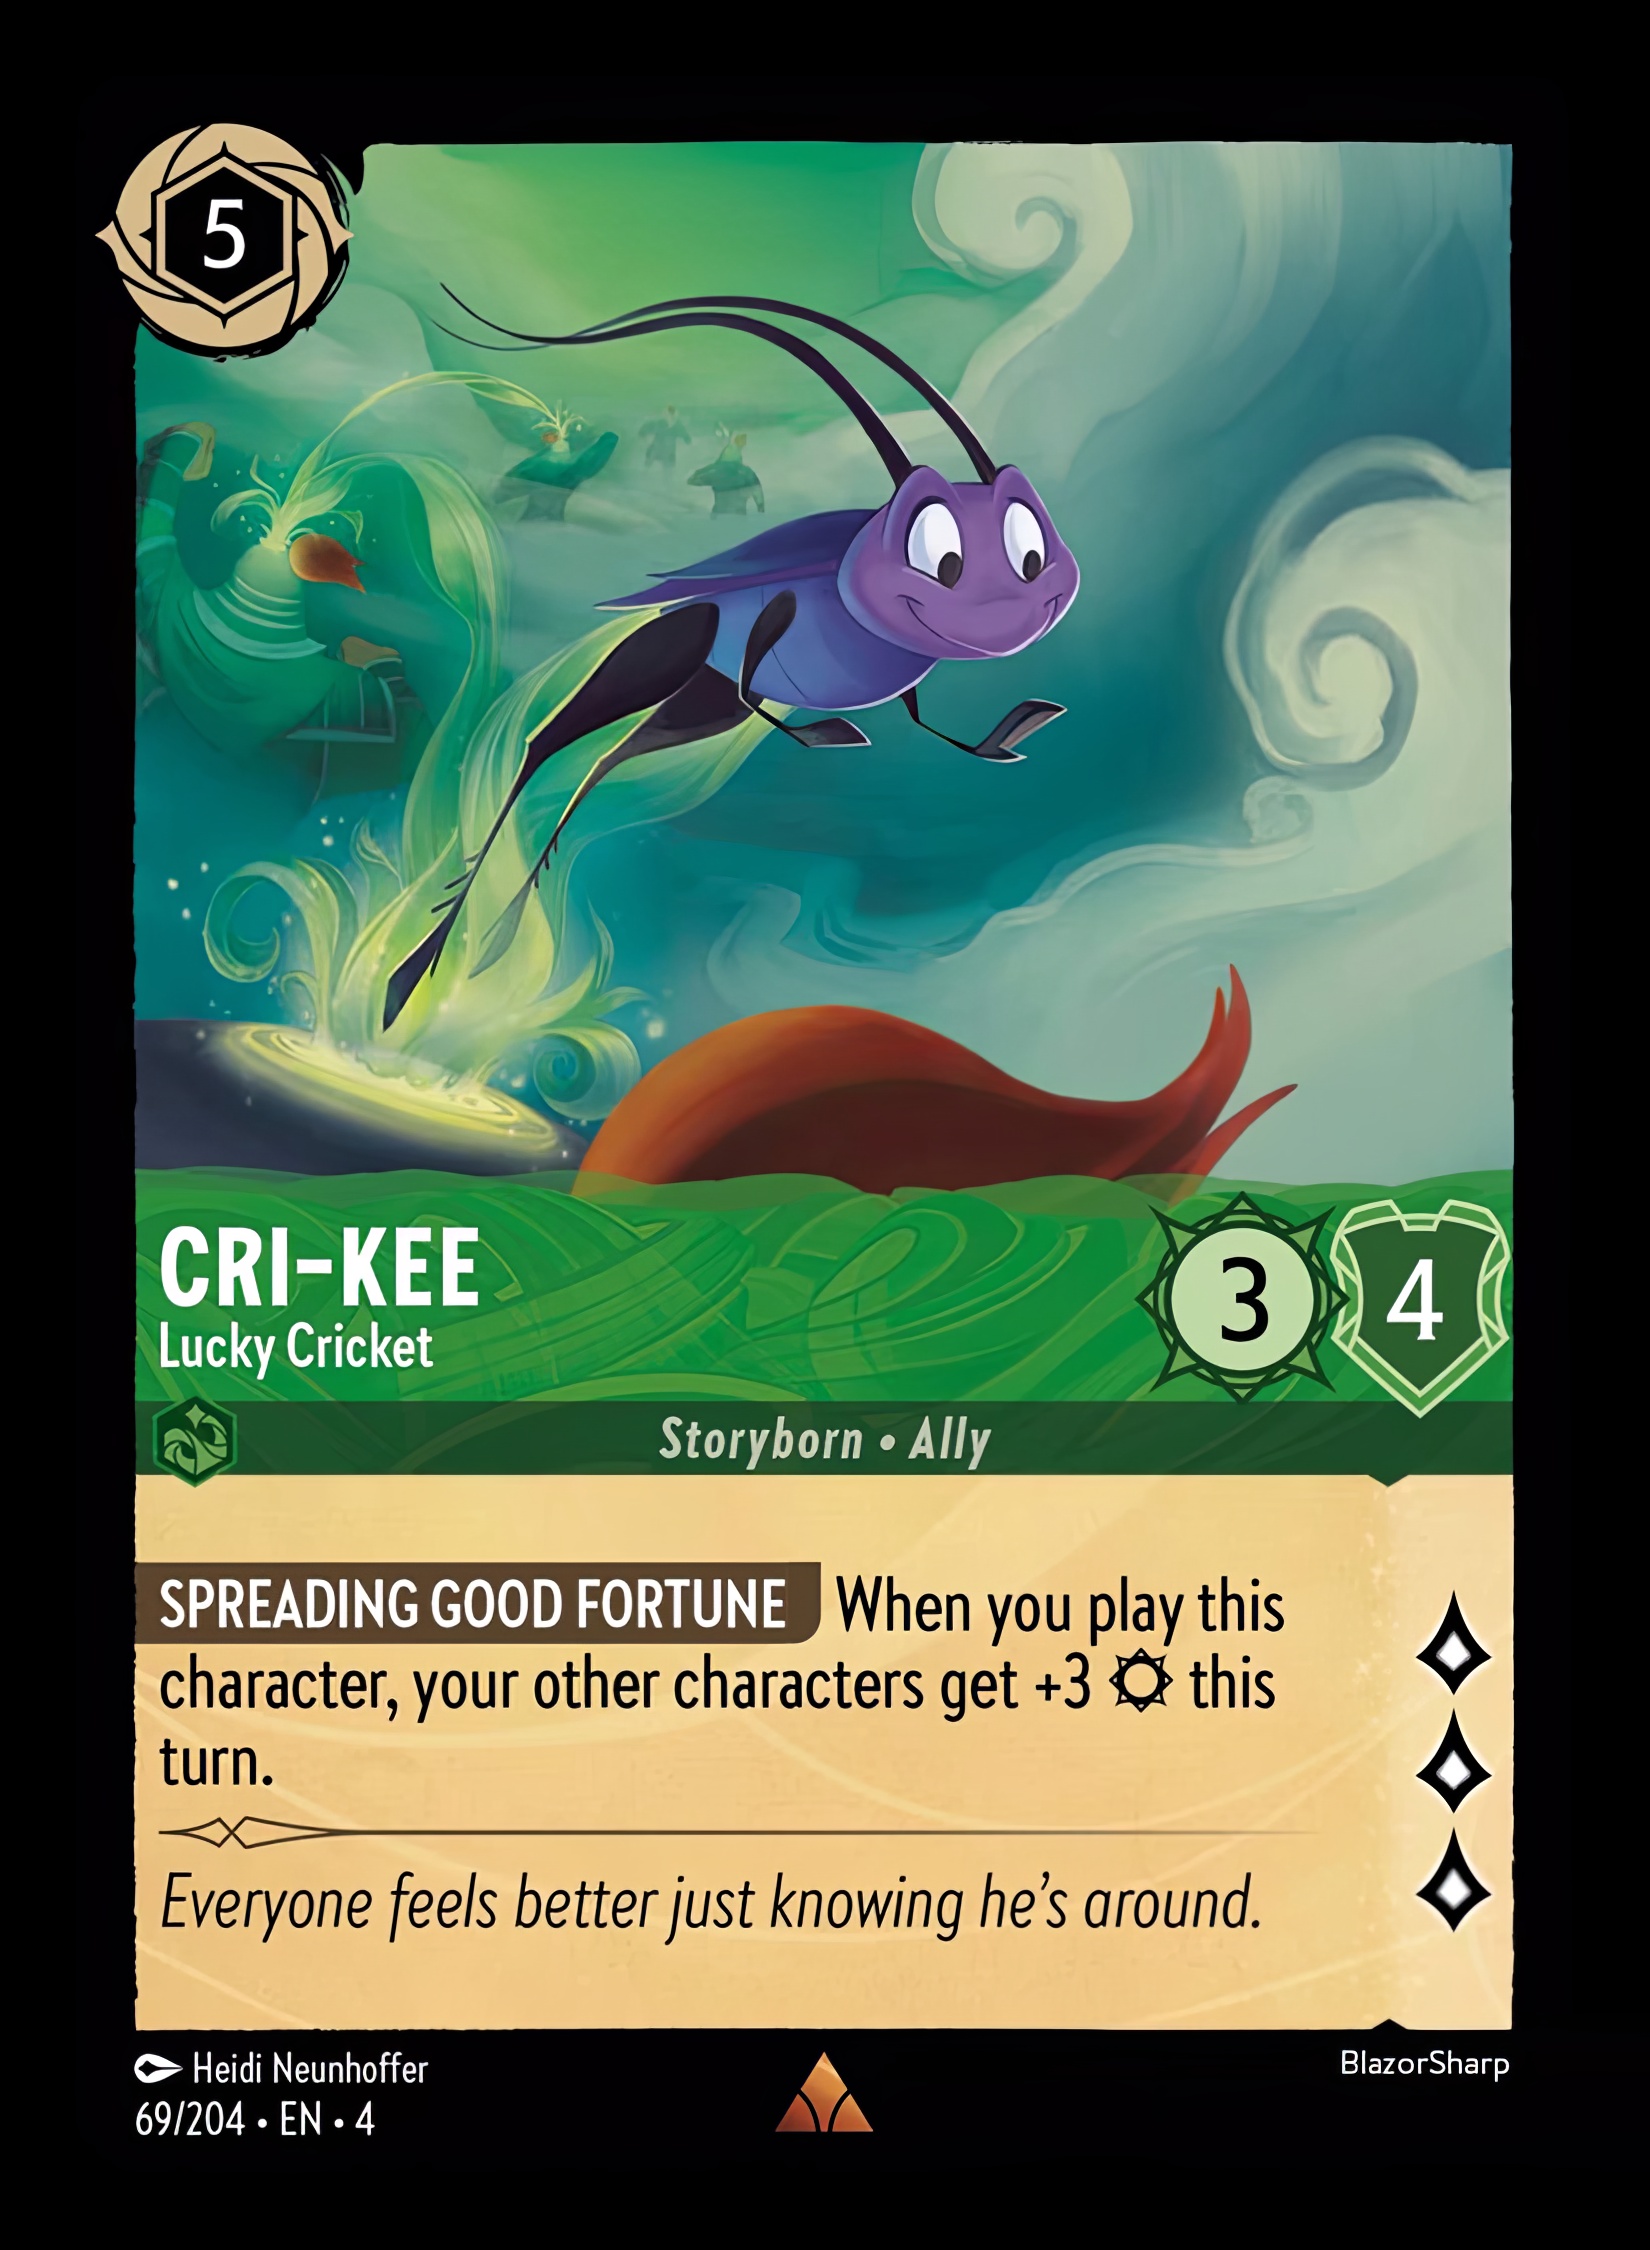 5
CRI-KEE
Lucky Cricket
3
4
Storyborn • Ally
SPREADING GOOD FORTUNE When you play this
character, your other characters get +3 this
turn.
Everyone feels better just knowing he's around.
Heidi Neunhoffer
BlazorSharp
69/204 • EN • 4